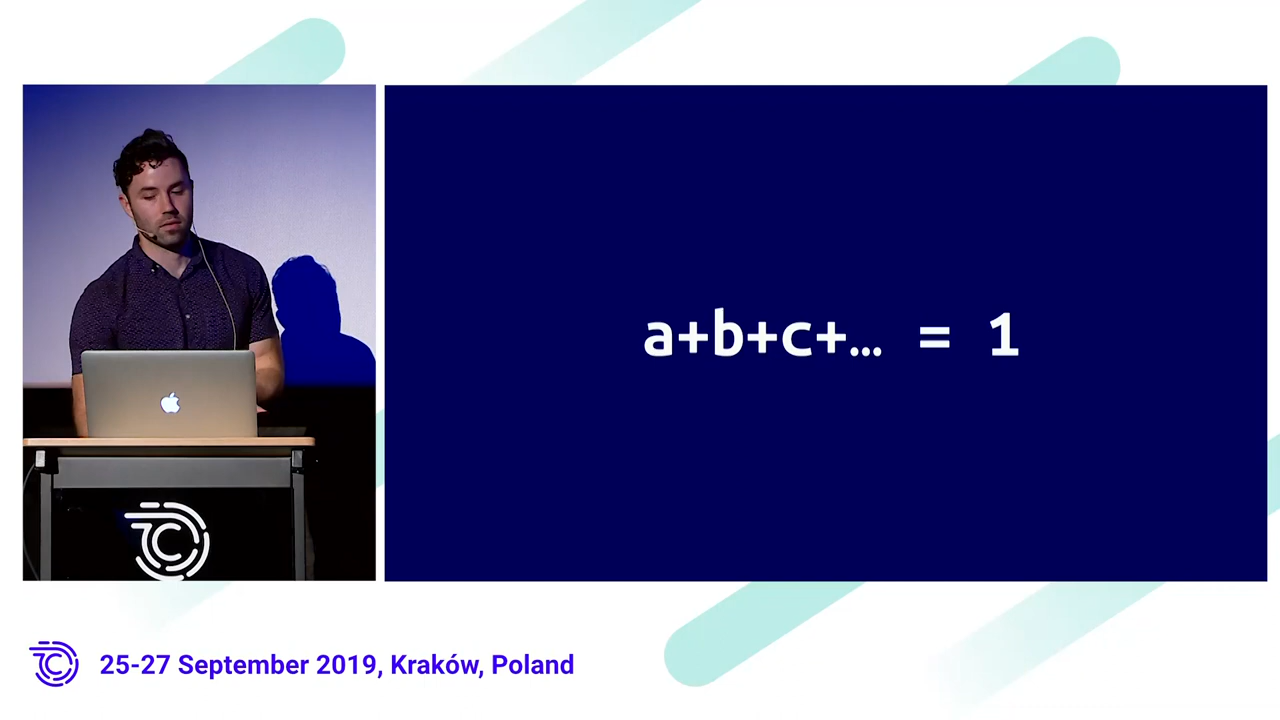 a+b+c+… = 1
25-27 September 2019, Kraków, Poland